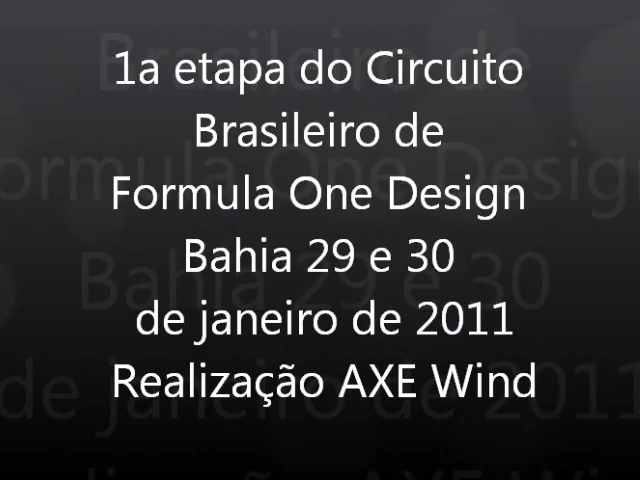 1a etapa do Circuito
Brasileiro de
Formula One Design
Bahia 29 e 30
de janeiro de 2011
Realização AXE Wind